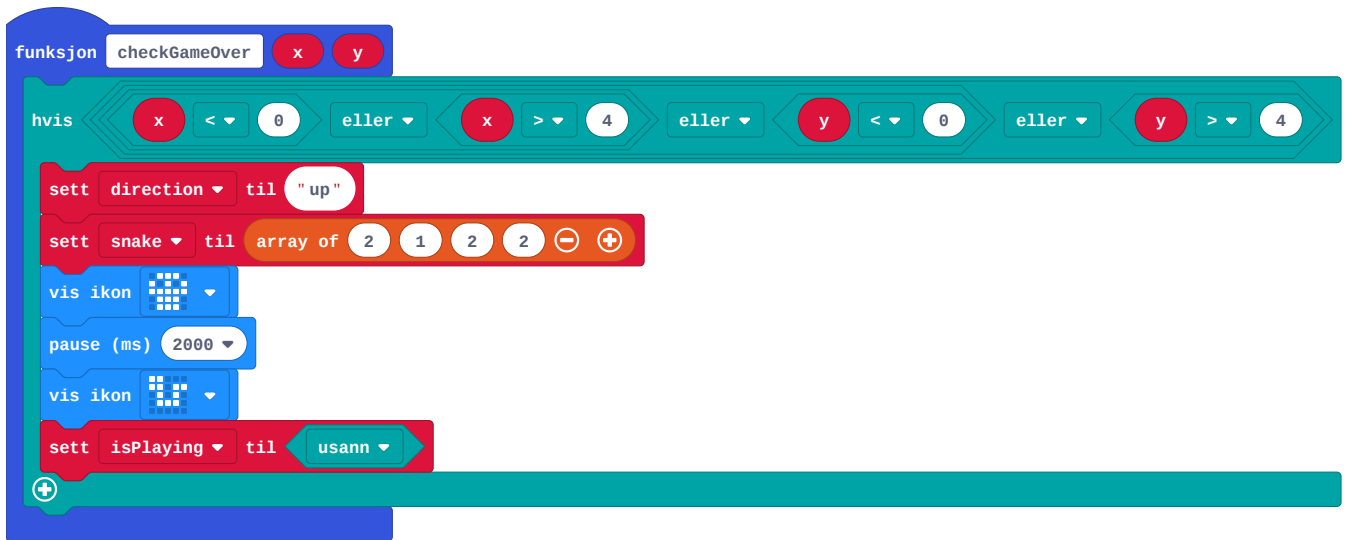 funksjon checkGameOver x y
hvis x < 0 eller x > 4 eller y < 0 eller y > 4
sett direction til "up"
sett snake til array of 2 1 2 2
vis ikon
pause (ms) 2000
vis ikon
sett isPlaying til usann